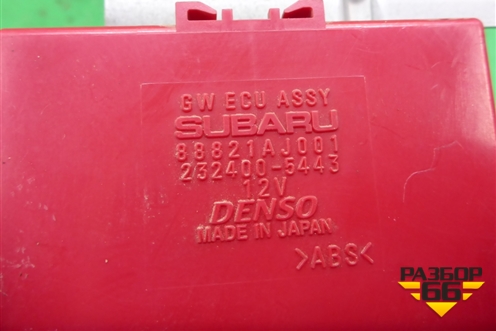 GW ECU ASSY
SUBARU
88821AJ001
232400-5443
12V
DENSO
MADE IN JAPAN
>ABS<
РАЗБОР
66